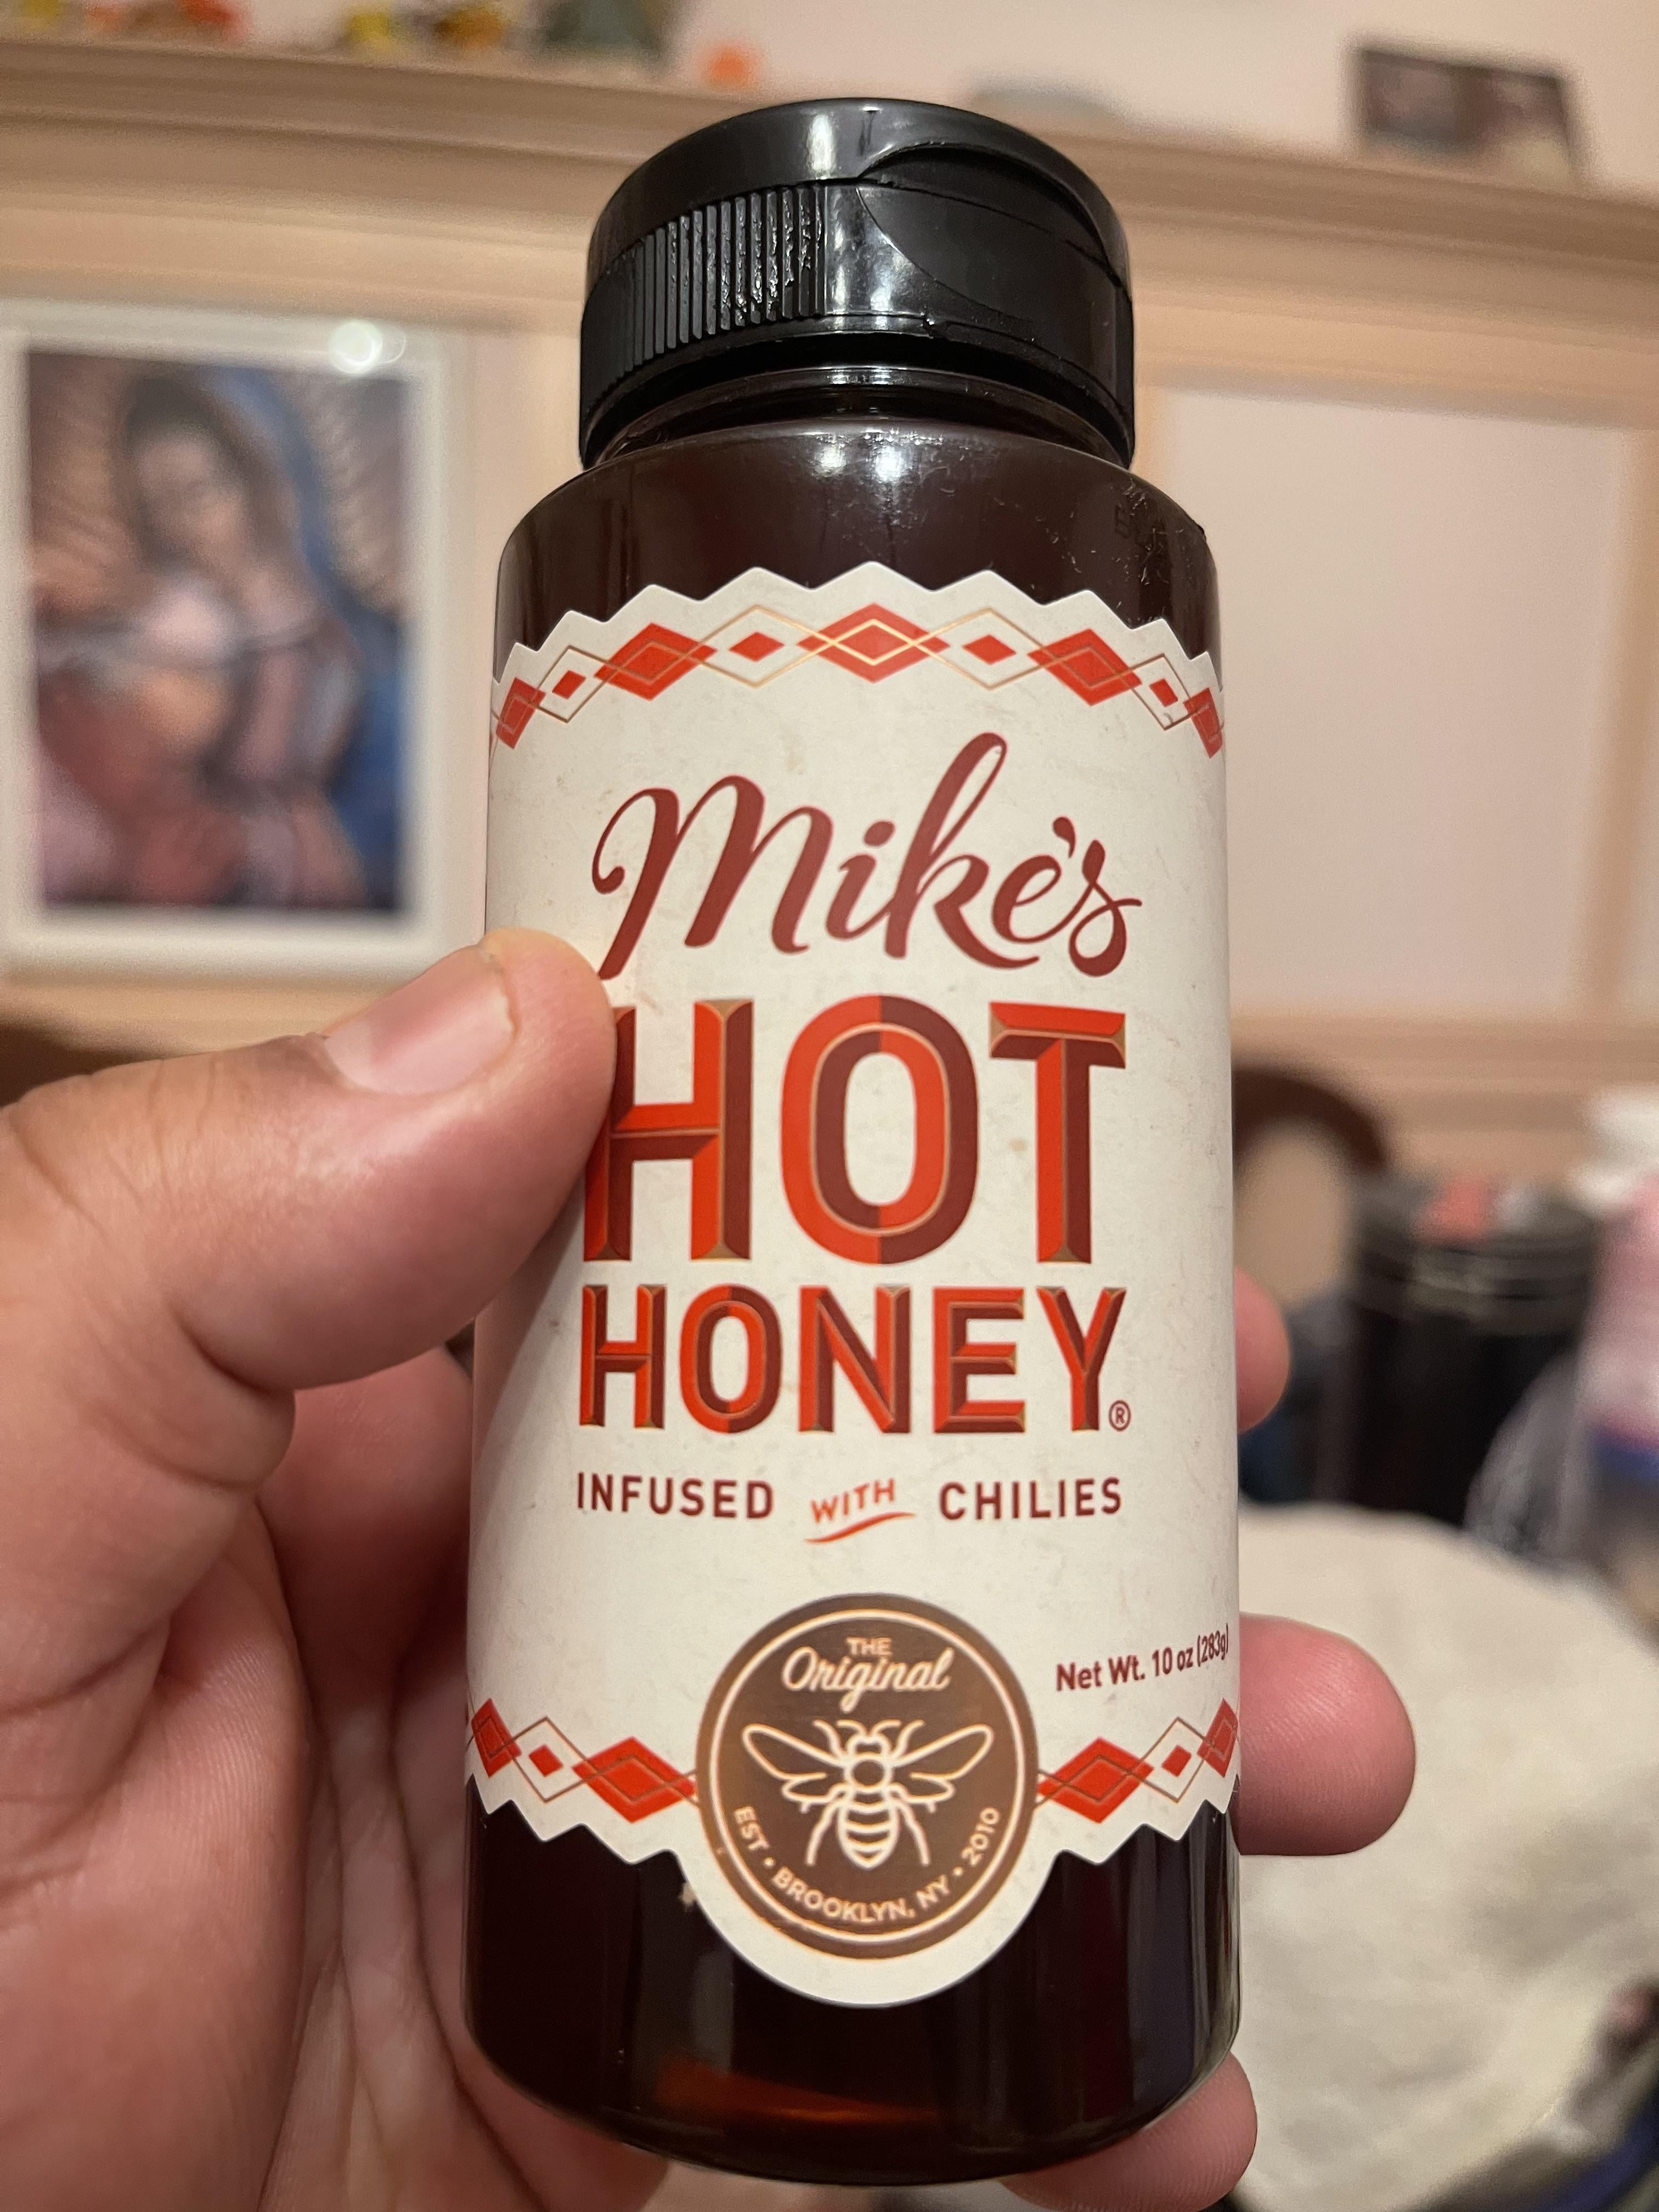 Mike's
HOT
HONEY®
INFUSED WITH CHILIES
Net Wt. 10 oz (283g)
THE
Original
EST • BROOKLYN, NY • 2010